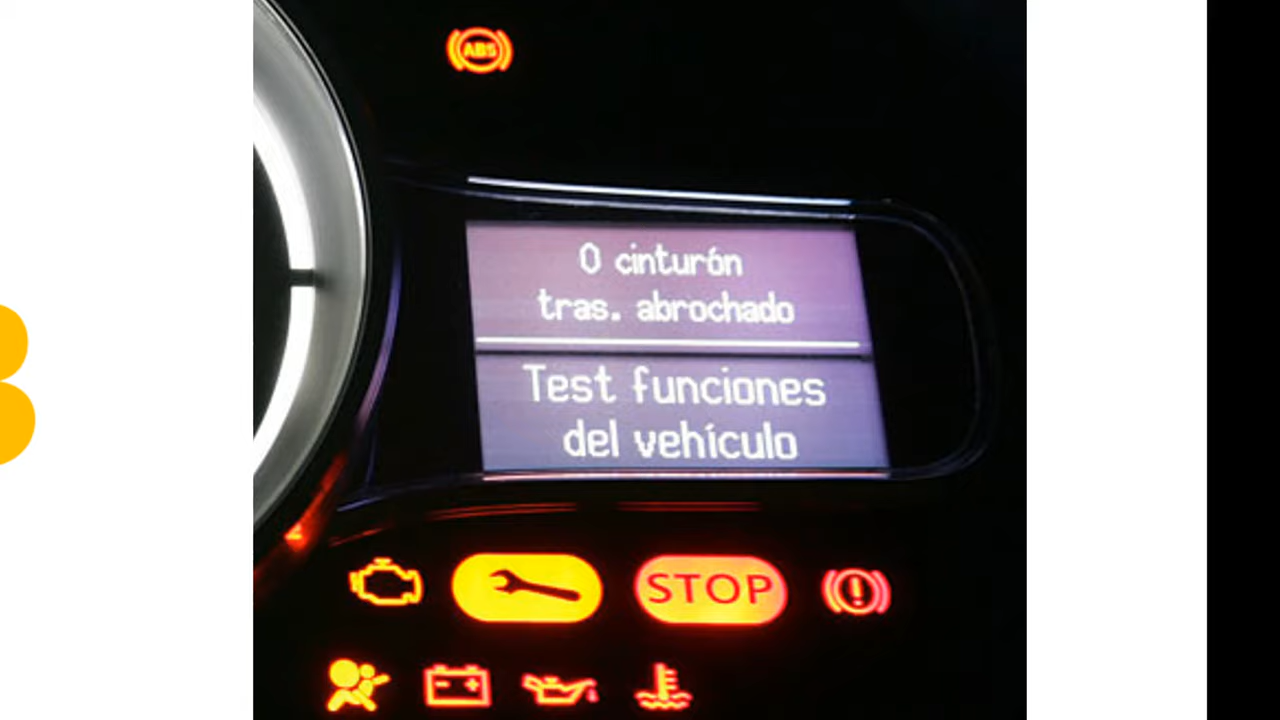 ABS
0 cinturón
tras. abrochado
Test funciones
del vehículo
STOP